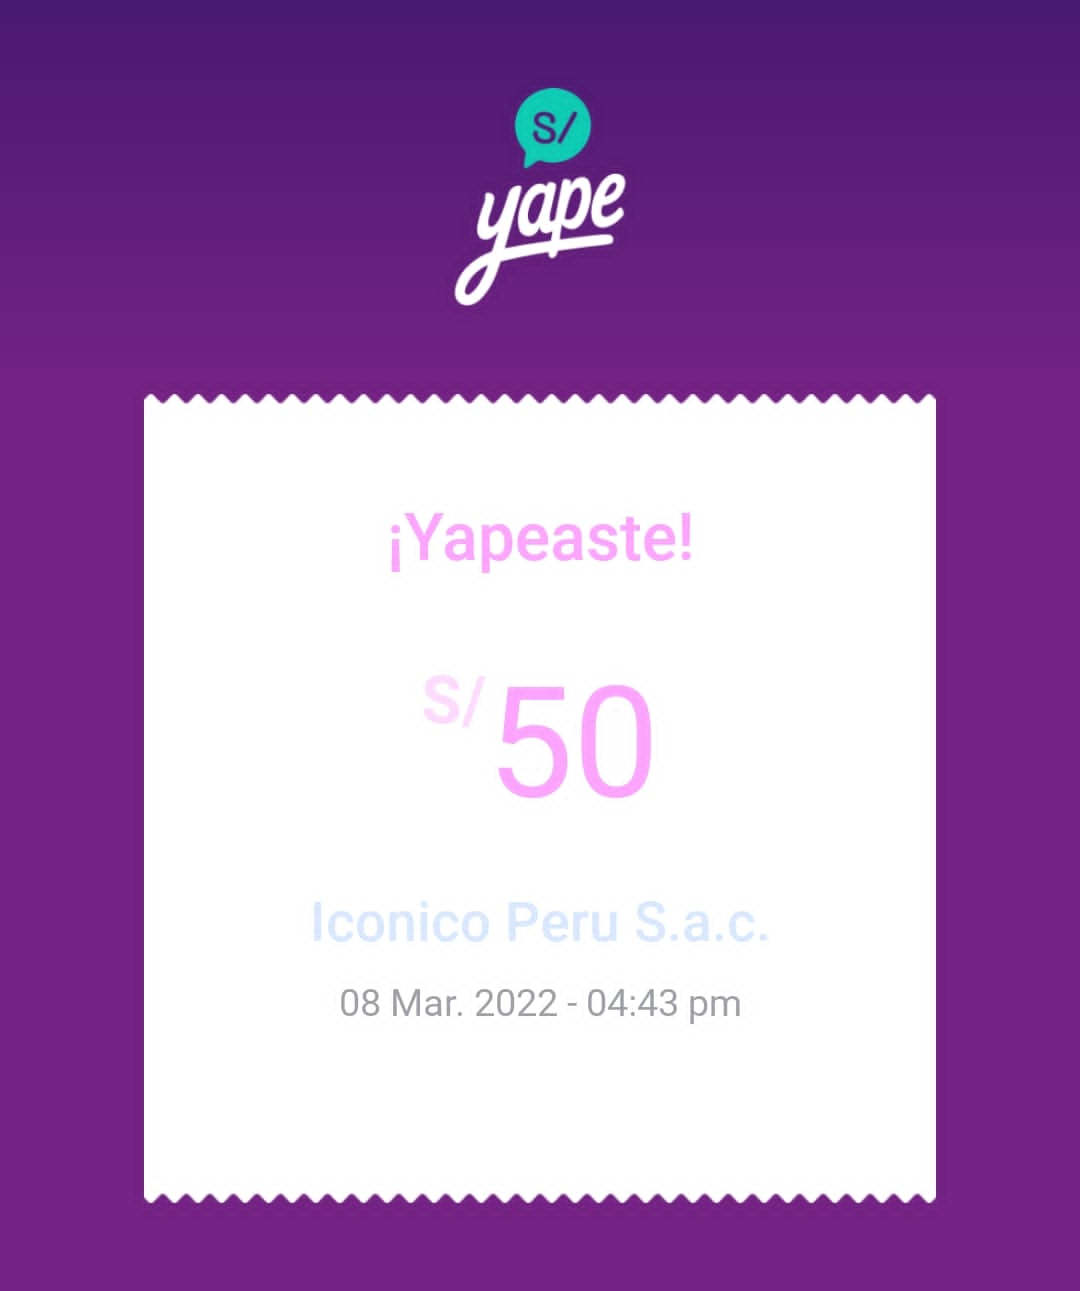 S/
yape
¡Yapeaste!
S/ 50
Iconico Peru S.a.c.
08 Mar. 2022 - 04:43 pm